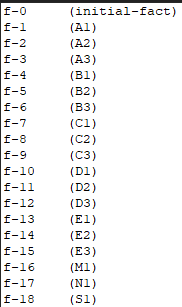 f-0 (initial-fact)
f-1 (A1)
f-2 (A2)
f-3 (A3)
f-4 (B1)
f-5 (B2)
f-6 (B3)
f-7 (C1)
f-8 (C2)
f-9 (C3)
f-10 (D1)
f-11 (D2)
f-12 (D3)
f-13 (E1)
f-14 (E2)
f-15 (E3)
f-16 (M1)
f-17 (N1)
f-18 (S1)